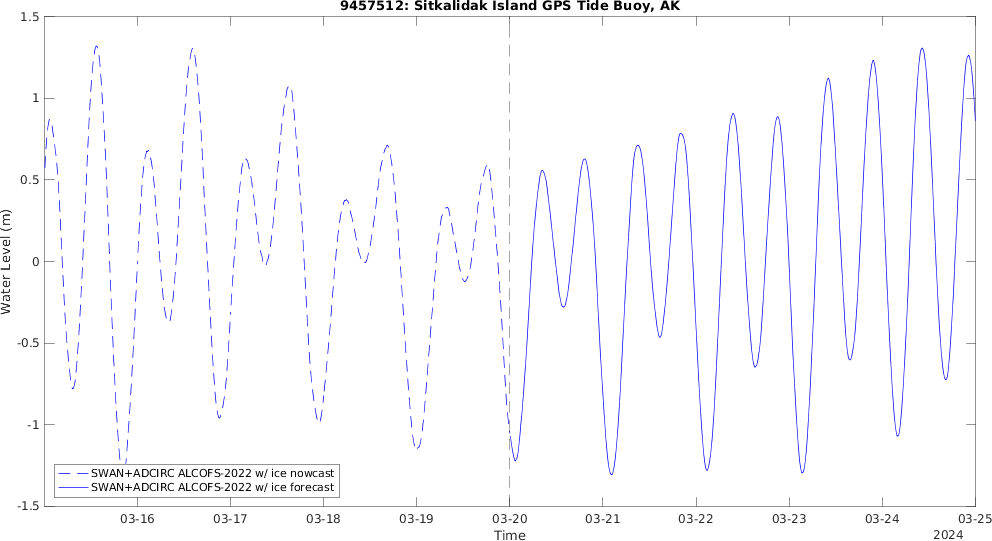 9457512: Sitkalidak Island GPS Tide Buoy, AK
1.5
1
0.5
0
-0.5
-1
-1.5
Water Level (m)
SWAN+ADCIRC ALCOFS-2022 w/ ice nowcast
SWAN+ADCIRC ALCOFS-2022 w/ ice forecast
03-16 03-17 03-18 03-19 03-20 03-21 03-22 03-23 03-24 03-25
Time
2024